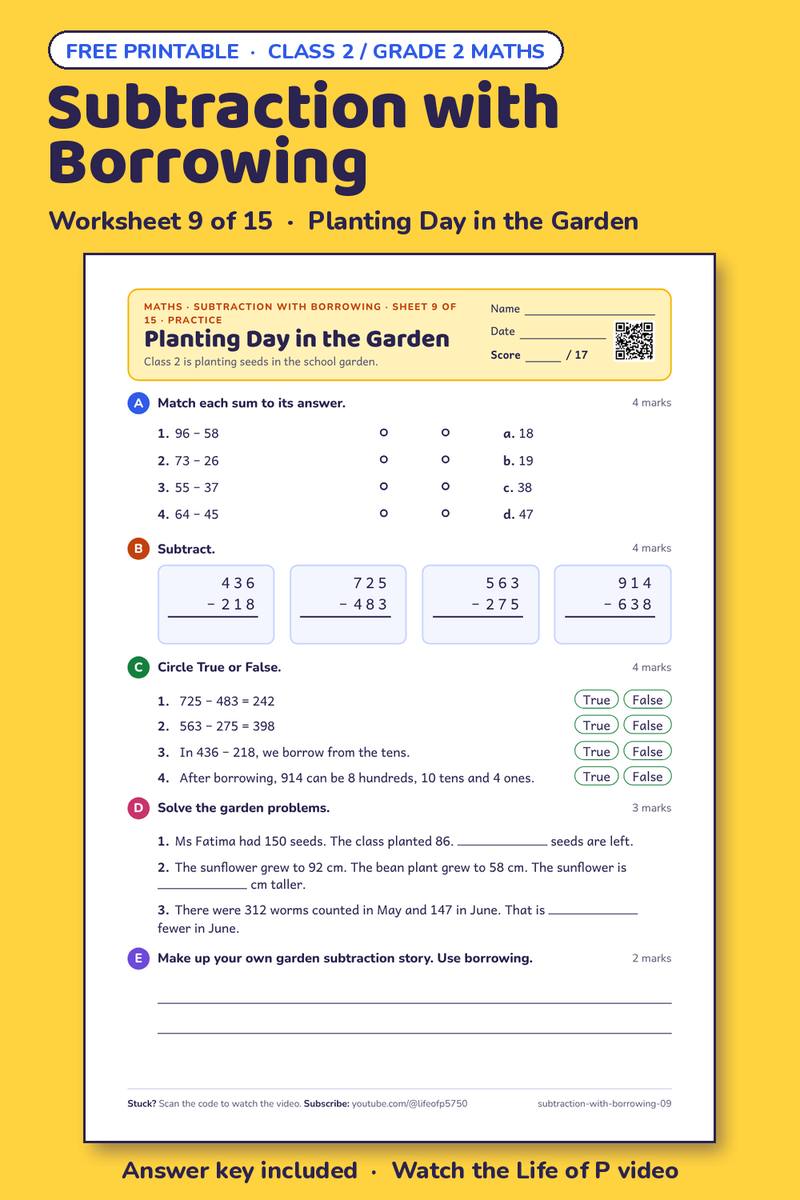 FREE PRINTABLE · CLASS 2 / GRADE 2 MATHS
Subtraction with
Borrowing
Worksheet 9 of 15 · Planting Day in the Garden
MATHS · SUBTRACTION WITH BORROWING · SHEET 9 OF
15 · PRACTICE
Planting Day in the Garden
Class 2 is planting seeds in the school garden.
Name ____________
Date ____________
Score _____ / 17
A Match each sum to its answer. 4 marks
1. 96 − 58 a. 18
2. 73 − 26 b. 19
3. 55 − 37 c. 38
4. 64 − 45 d. 47
B Subtract. 4 marks
436 725 563 914
− 218 − 483 − 275 − 638
C Circle True or False. 4 marks
1. 725 − 483 = 242 True False
2. 563 − 275 = 398 True False
3. In 436 − 218, we borrow from the tens. True False
4. After borrowing, 914 can be 8 hundreds, 10 tens and 4 ones. True False
D Solve the garden problems. 3 marks
1. Ms Fatima had 150 seeds. The class planted 86. ____________ seeds are left.
2. The sunflower grew to 92 cm. The bean plant grew to 58 cm. The sunflower is
____________ cm taller.
3. There were 312 worms counted in May and 147 in June. That is ____________
fewer in June.
E Make up your own garden subtraction story. Use borrowing. 2 marks
Stuck? Scan the code to watch the video. Subscribe: youtube.com/@lifeofp5750 subtraction-with-borrowing-09
Answer key included · Watch the Life of P video